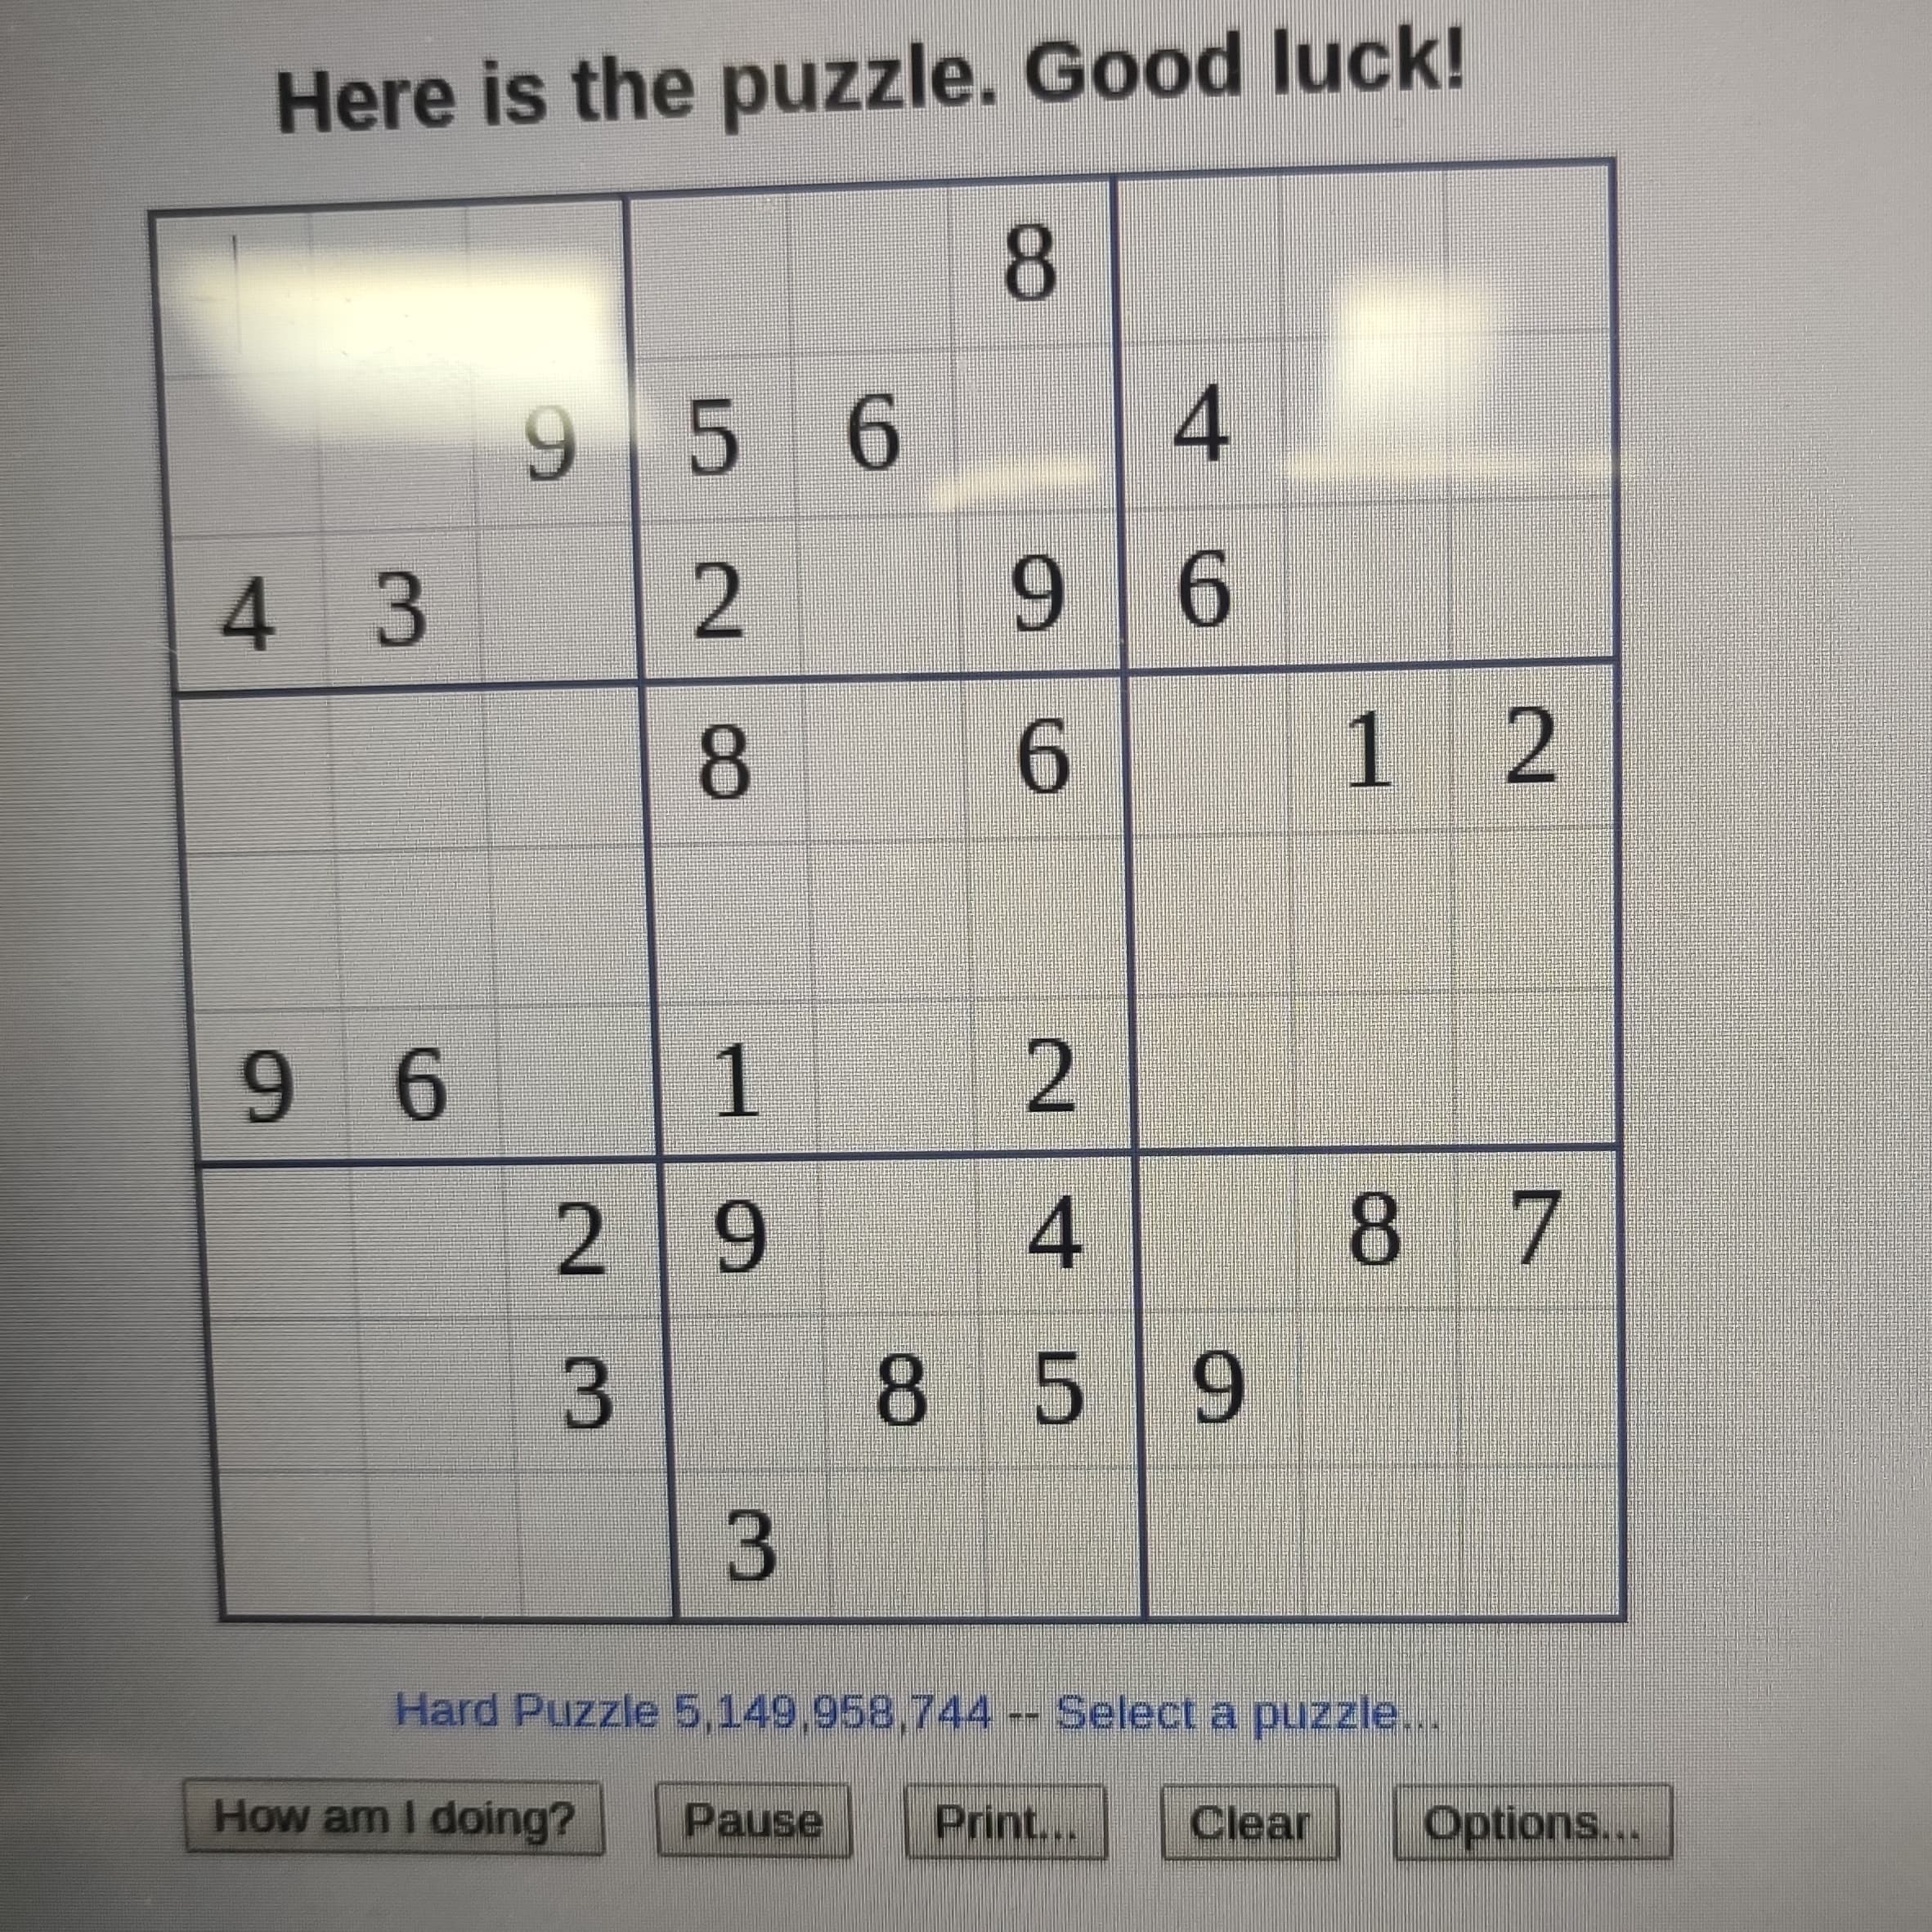 Here is the puzzle. Good luck!
8
9 5 6 4
4 3 2 9 6
8 6 1 2
9 6 1 2
2 9 4 8 7
3 8 5 9
3
Hard Puzzle 5,149,958,744 -- Select a puzzle...
How am I doing? Pause Print... Clear Options...